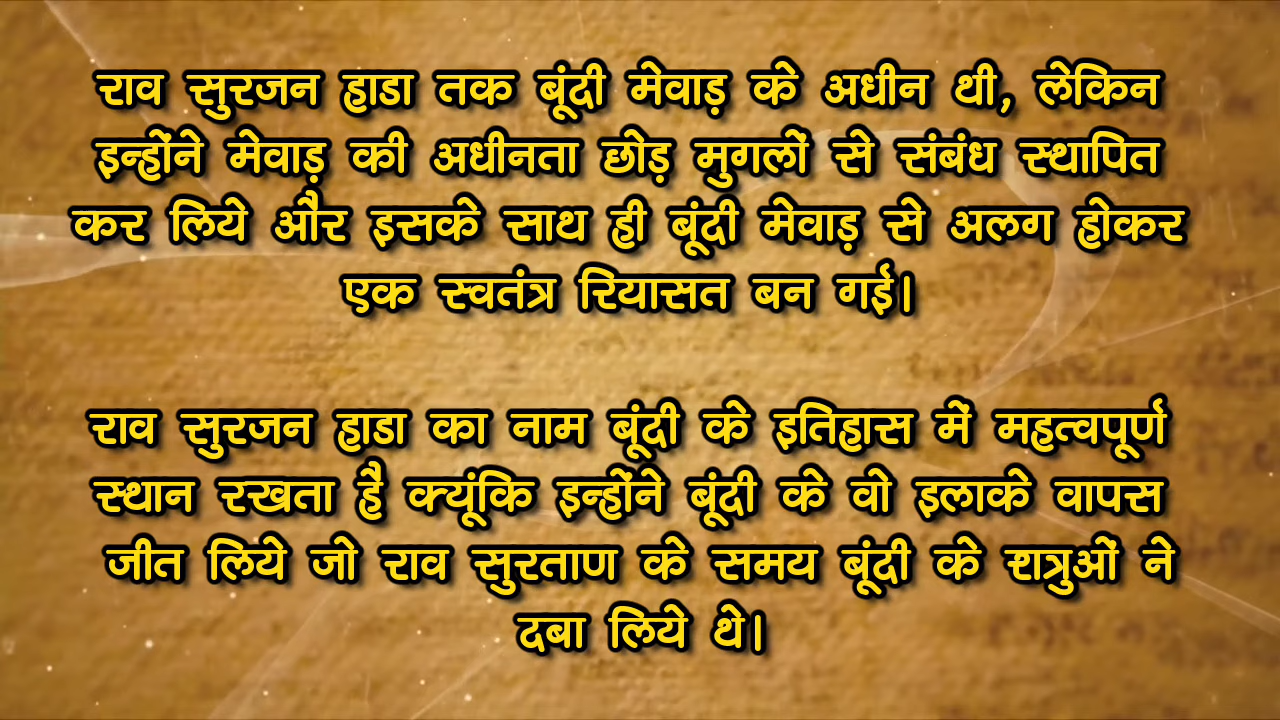 राव सुरजन हाडा तक बूंदी मेवाड़ के अधीन थी, लेकिन
इन्होंने मेवाड़ की अधीनता छोड़ मुगलों से संबंध स्थापित
कर लिये और इसके साथ ही बूंदी मेवाड़ से अलग होकर
एक स्वतंत्र रियासत बन गई।
राव सुरजन हाडा का नाम बूंदी के इतिहास में महत्वपूर्ण
स्थान रखता है क्यूंकि इन्होंने बूंदी के वो इलाके वापस
जीत लिये जो राव सुरताण के समय बूंदी के शत्रुओं ने
दबा लिये थे।